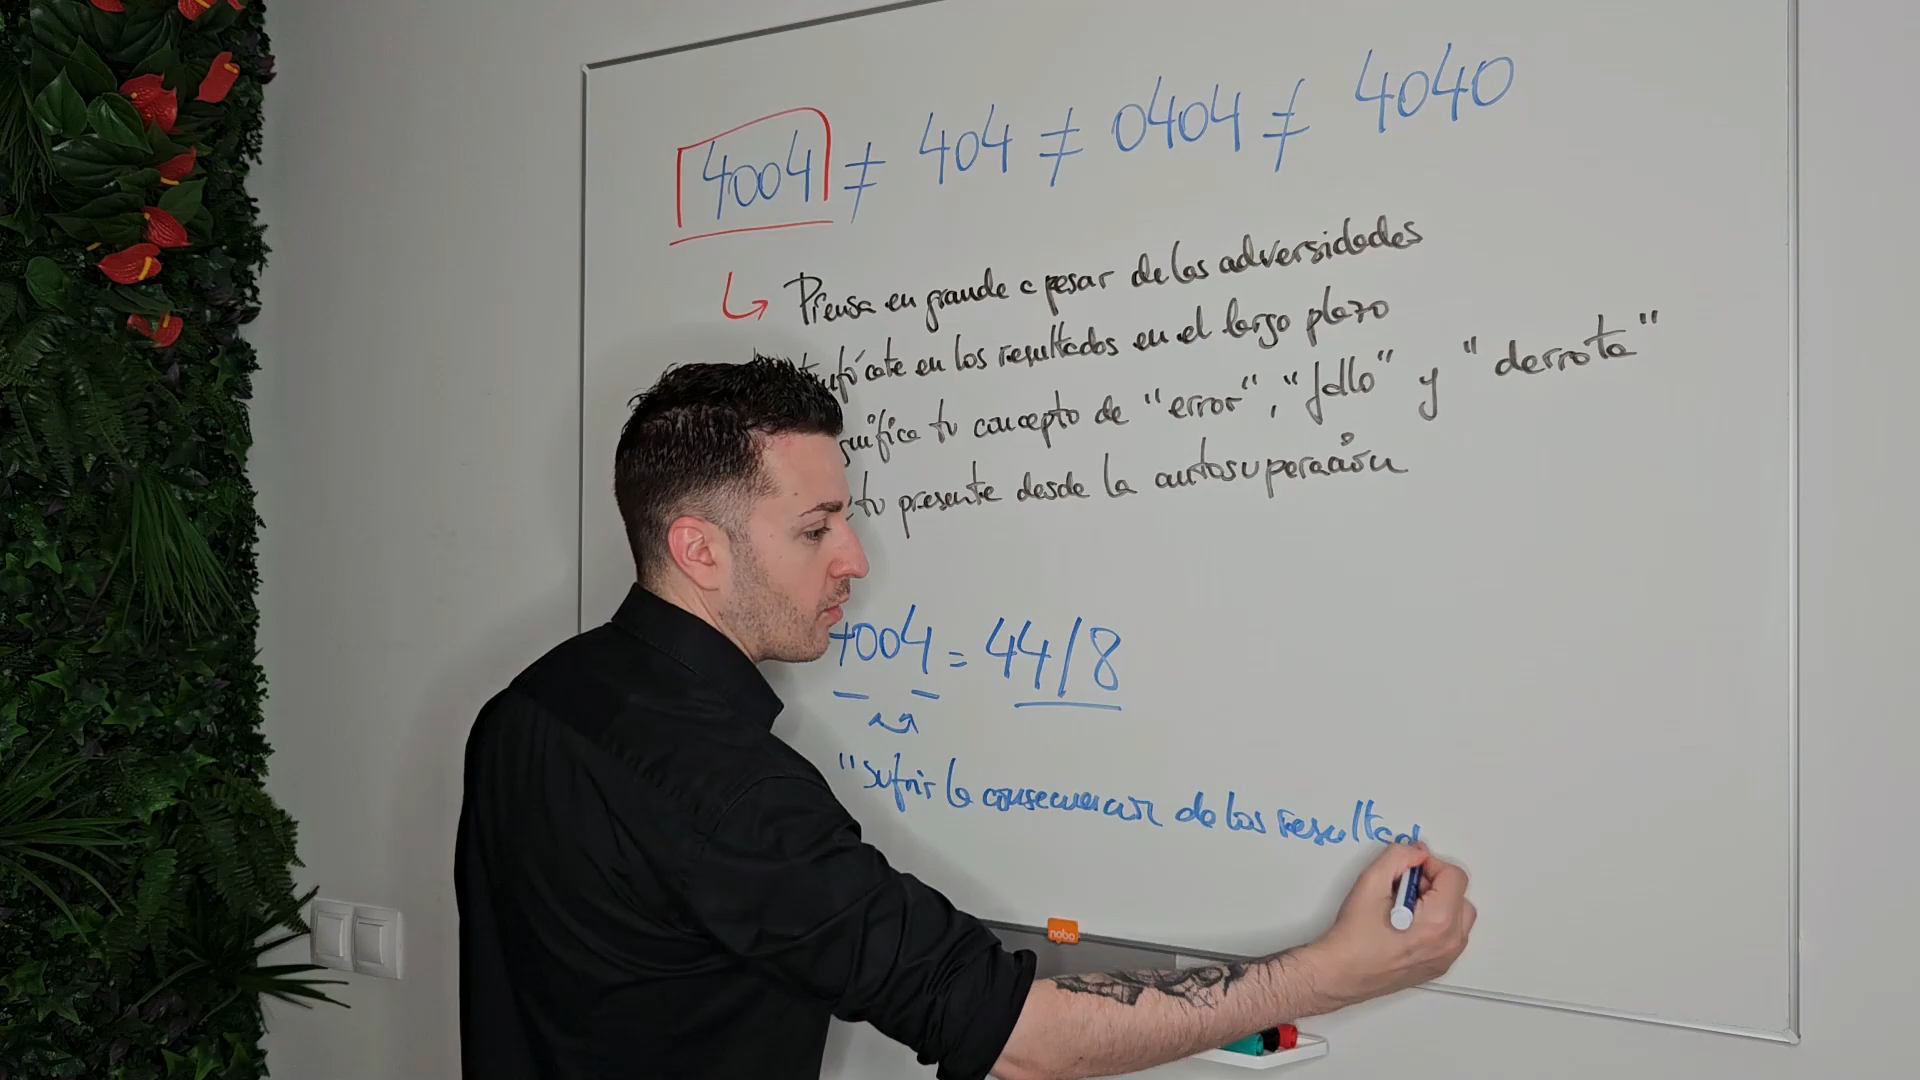 4004 ≠ 404 ≠ 0404 ≠ 4040
↳ Piensa en grande a pesar de las adversidades
en los resultados en el largo plazo
tu concepto de "error", "fallo" y "derrota"
tu presente desde la autosuperación
4004 = 44/8
"Sufrir la consecución de los resultad
nobo